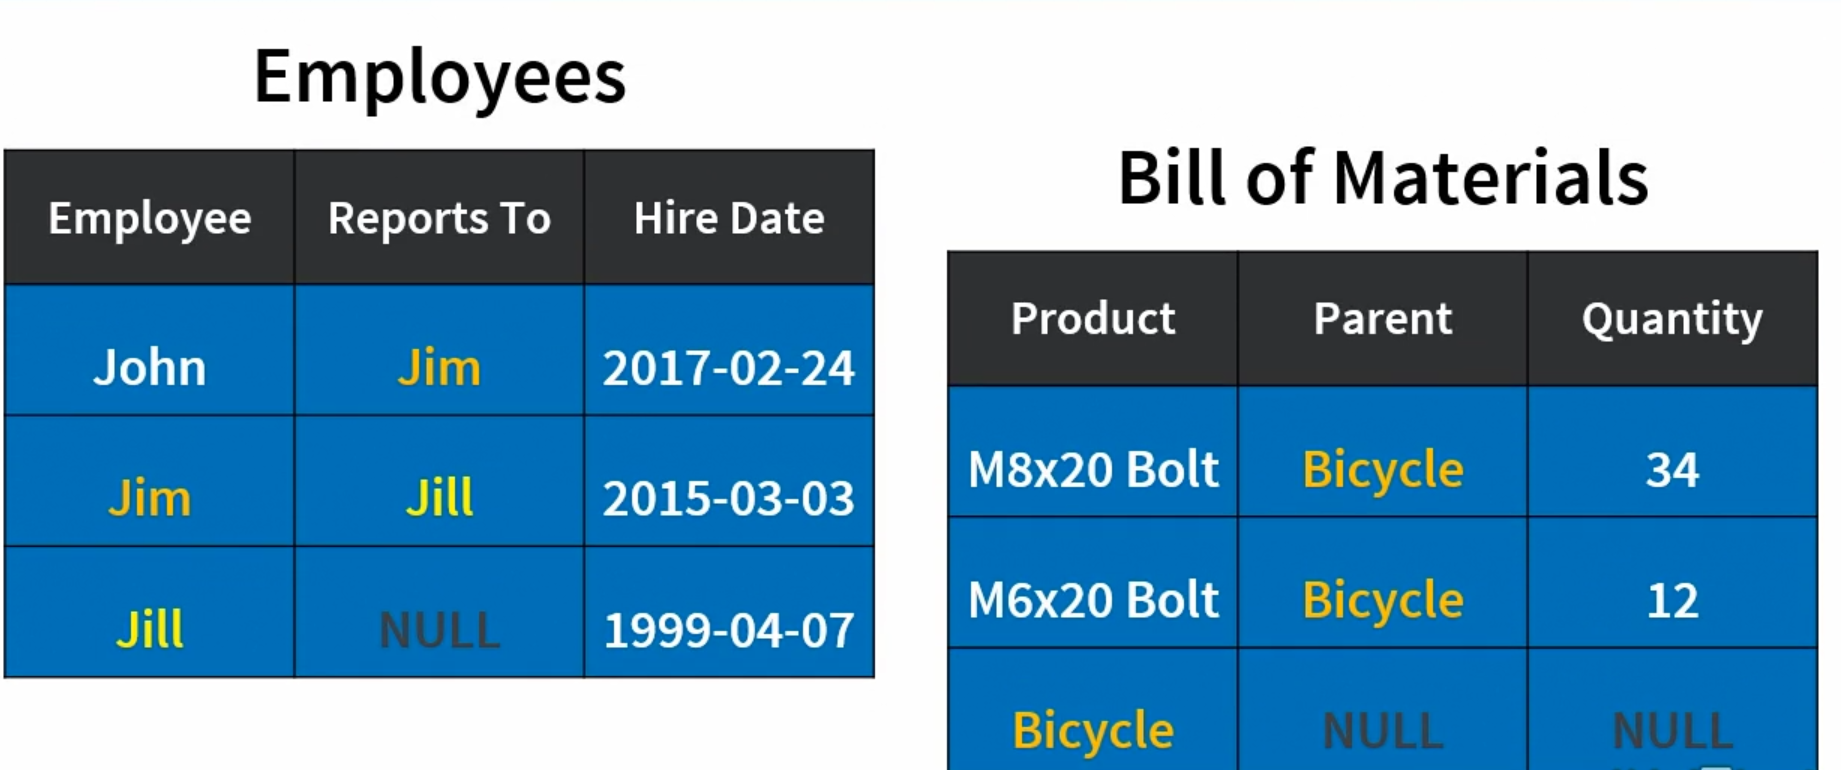 Employees
Employee Reports To Hire Date
John Jim 2017-02-24
Jim Jill 2015-03-03
Jill NULL 1999-04-07
Bill of Materials
Product Parent Quantity
M8x20 Bolt Bicycle 34
M6x20 Bolt Bicycle 12
Bicycle NULL NULL